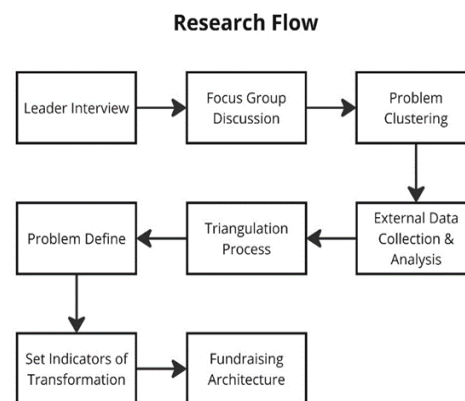 Research Flow
Leader Interview
Focus Group
Discussion
Problem
Clustering
External Data
Collection &
Analysis
Triangulation
Process
Problem Define
Set Indicators of
Transformation
Fundraising
Architecture